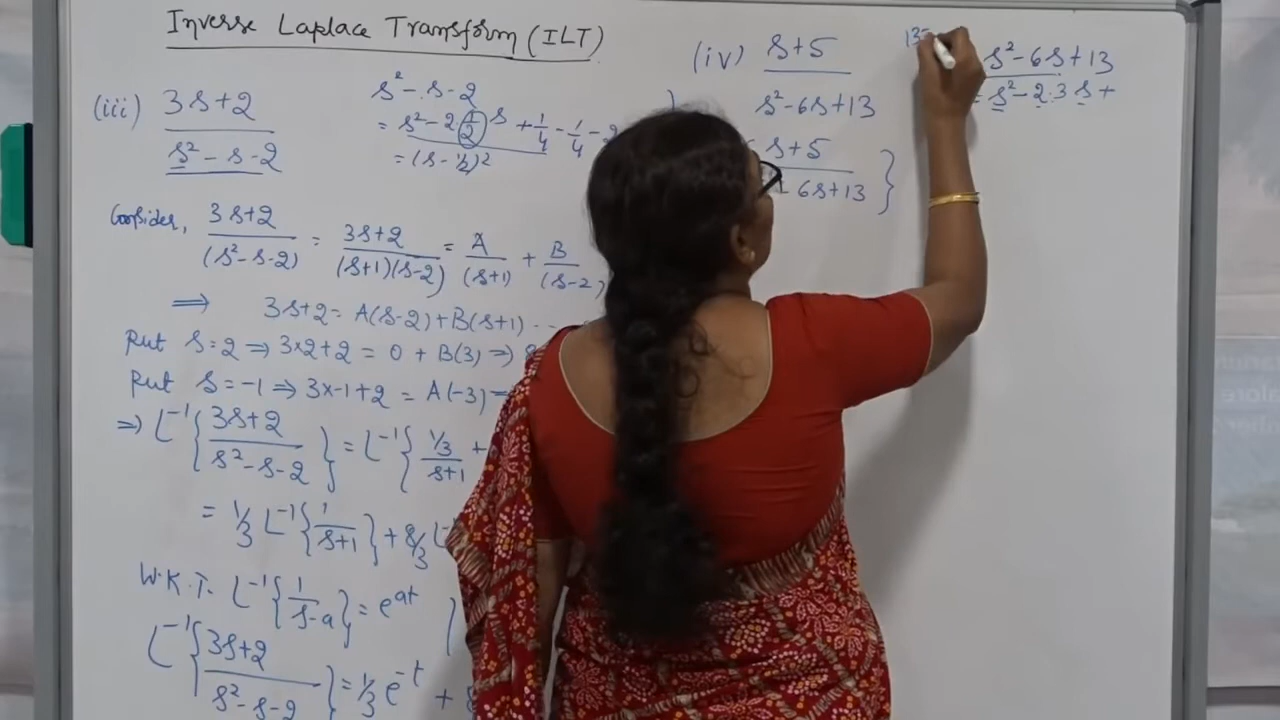 Inverse Laplace Transform (ILT)
(iii) 3s+2
s²-s-2
s²-s-2
= s²-2 1/2 s + 1/4 - 1/4 - 2
= (s-1/2)²
Consider, 3s+2/(s²-s-2) = 3s+2/(s+1)(s-2) = A/(s+1) + B/(s-2)
⇒ 3s+2 = A(s-2)+B(s+1)
Put s=2 ⇒ 3×2+2 = 0 + B(3) ⇒
Put s=-1 ⇒ 3×-1+2 = A(-3)
⇒ L⁻¹{3s+2/s²-s-2} = L⁻¹{1/3/s+1 +
= 1/3 L⁻¹{1/s+1} + 8/3 L
W.K.T. L⁻¹{1/s-a} = e^at
L⁻¹{3s+2/s²-s-2} = 1/3 e^-t +
(iv) s+5
s²-6s+13
s+5
6s+13}
s²-6s+13
= s²-2.3s+